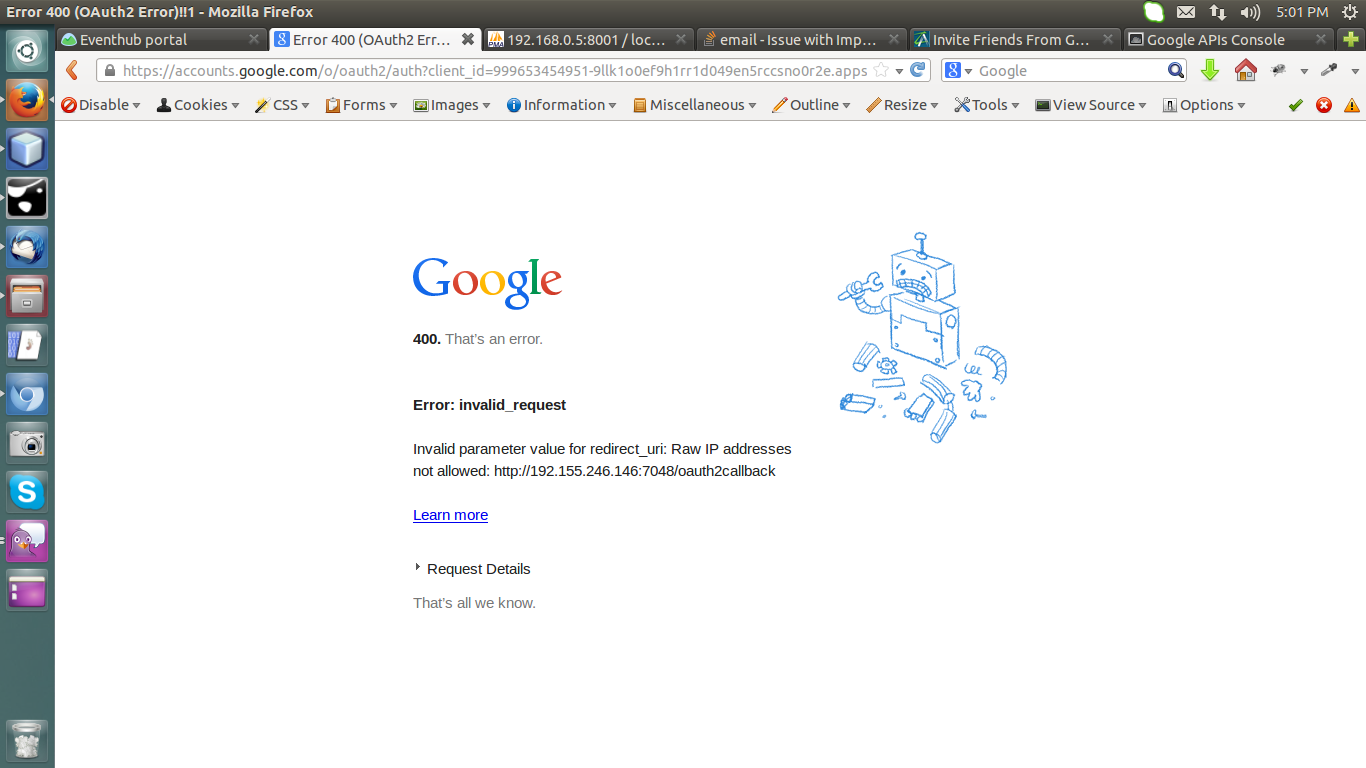 Error 400 (OAuth2 Error)!!1 - Mozilla Firefox
5:01 PM
Eventhub portal
Error 400 (OAuth2 Err...
192.168.0.5:8001 / loc...
email - Issue with Imp...
Invite Friends From G...
Google APIs Console
https://accounts.google.com/o/oauth2/auth?client_id=999653454951-9llk1o0ef9h1rr1d049en5rccsno0r2e.apps
Google
Disable
Cookies
CSS
Forms
Images
Information
Miscellaneous
Outline
Resize
Tools
View Source
Options
Google
400. That's an error.
Error: invalid_request
Invalid parameter value for redirect_uri: Raw IP addresses
not allowed: http://192.155.246.146:7048/oauth2callback
Learn more
Request Details
That's all we know.